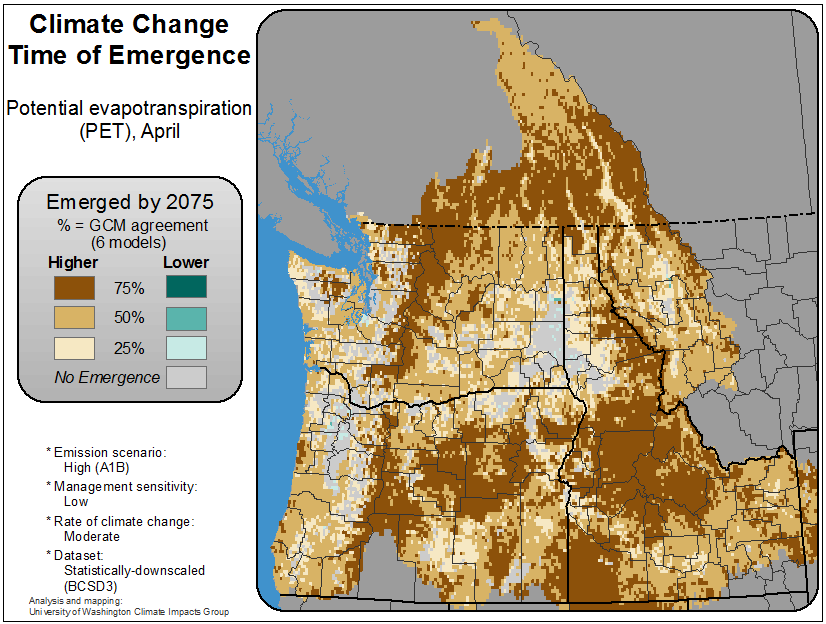 Climate Change
Time of Emergence
Potential evapotranspiration
(PET), April
Emerged by 2075
% = GCM agreement
(6 models)
Higher Lower
75%
50%
25%
No Emergence
* Emission scenario:
High (A1B)
* Management sensitivity:
Low
* Rate of climate change:
Moderate
* Dataset:
Statistically-downscaled
(BCSD3)
Analysis and mapping:
University of Washington Climate Impacts Group